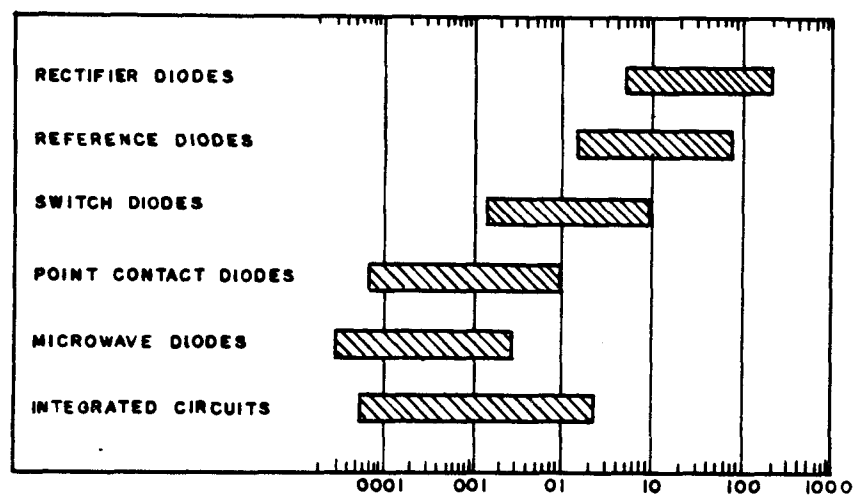 RECTIFIER DIODES
REFERENCE DIODES
SWITCH DIODES
POINT CONTACT DIODES
MICROWAVE DIODES
INTEGRATED CIRCUITS
0001 001 01 10 100 1000